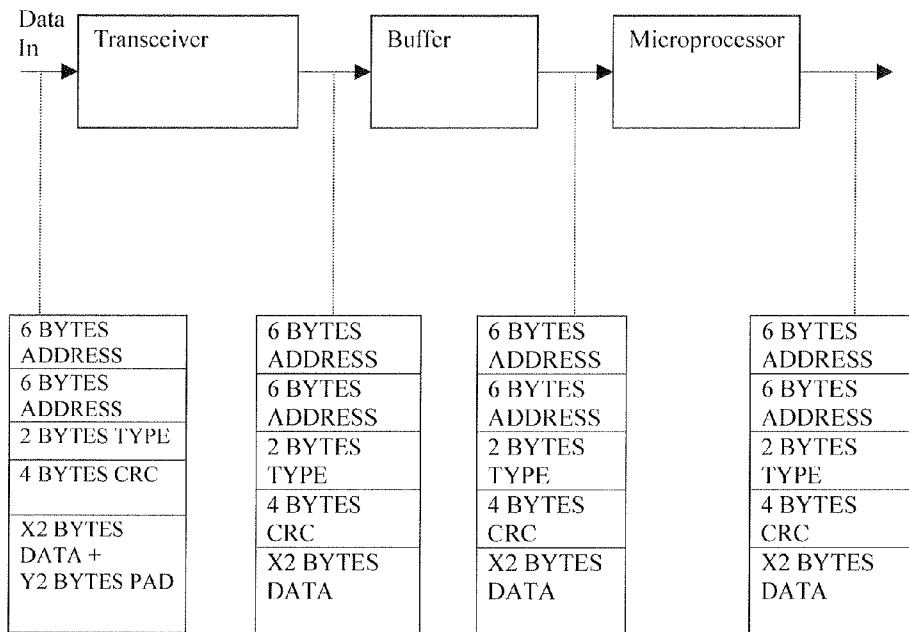 Data
In
Transceiver
Buffer
Microprocessor
6 BYTES
ADDRESS
6 BYTES
ADDRESS
2 BYTES TYPE
4 BYTES CRC
X2 BYTES
DATA +
Y2 BYTES PAD
6 BYTES
ADDRESS
6 BYTES
ADDRESS
2 BYTES
TYPE
4 BYTES
CRC
X2 BYTES
DATA
6 BYTES
ADDRESS
6 BYTES
ADDRESS
2 BYTES
TYPE
4 BYTES
CRC
X2 BYTES
DATA
6 BYTES
ADDRESS
6 BYTES
ADDRESS
2 BYTES
TYPE
4 BYTES
CRC
X2 BYTES
DATA